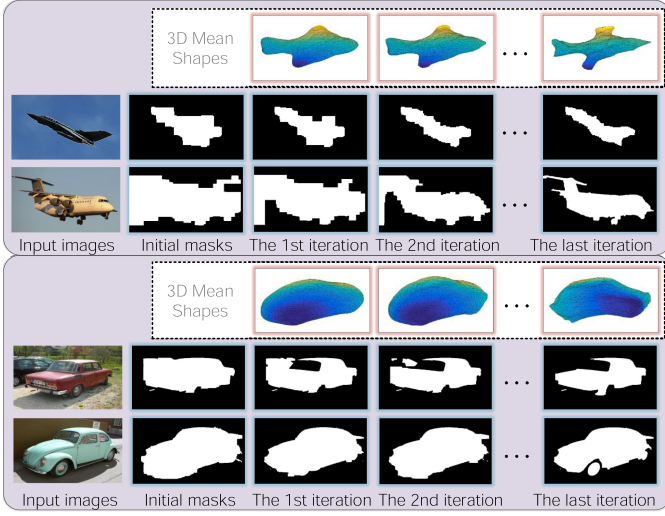 3D Mean
Shapes
...
...
...
Input images Initial masks The 1st iteration The 2nd iteration The last iteration
3D Mean
Shapes
...
...
...
Input images Initial masks The 1st iteration The 2nd iteration The last iteration